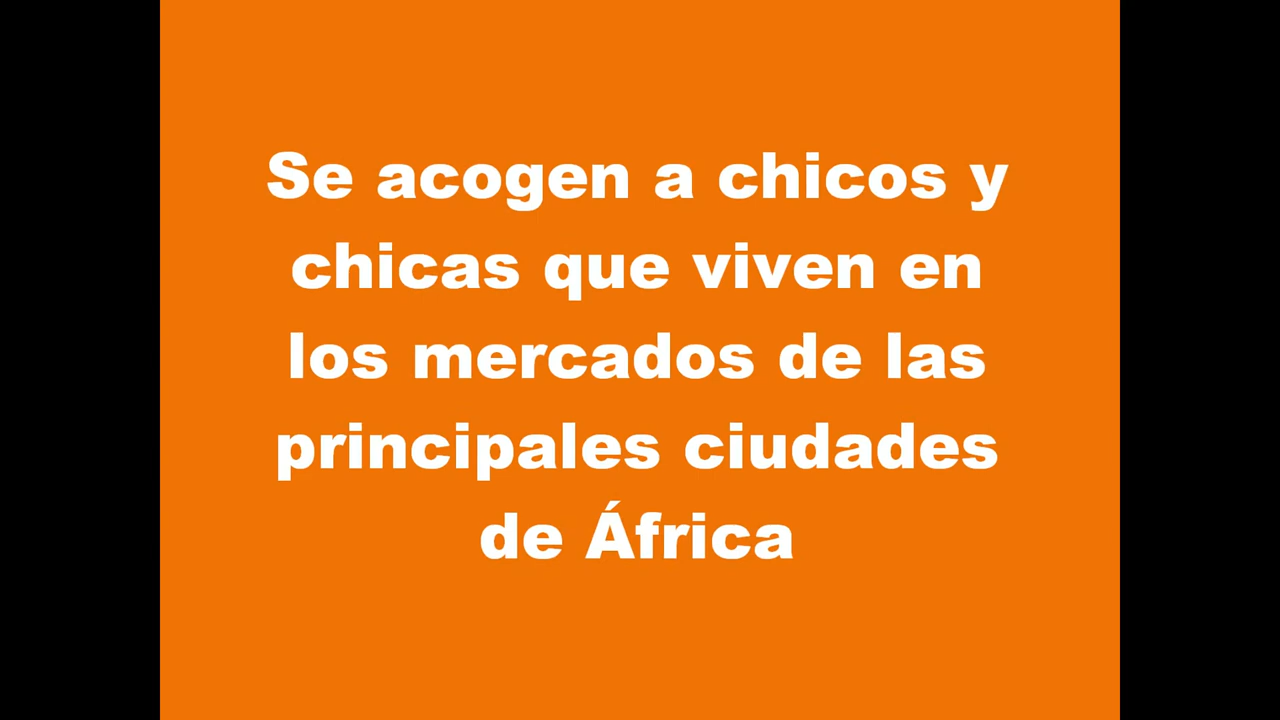 Se acogen a chicos y
chicas que viven en
los mercados de las
principales ciudades
de África